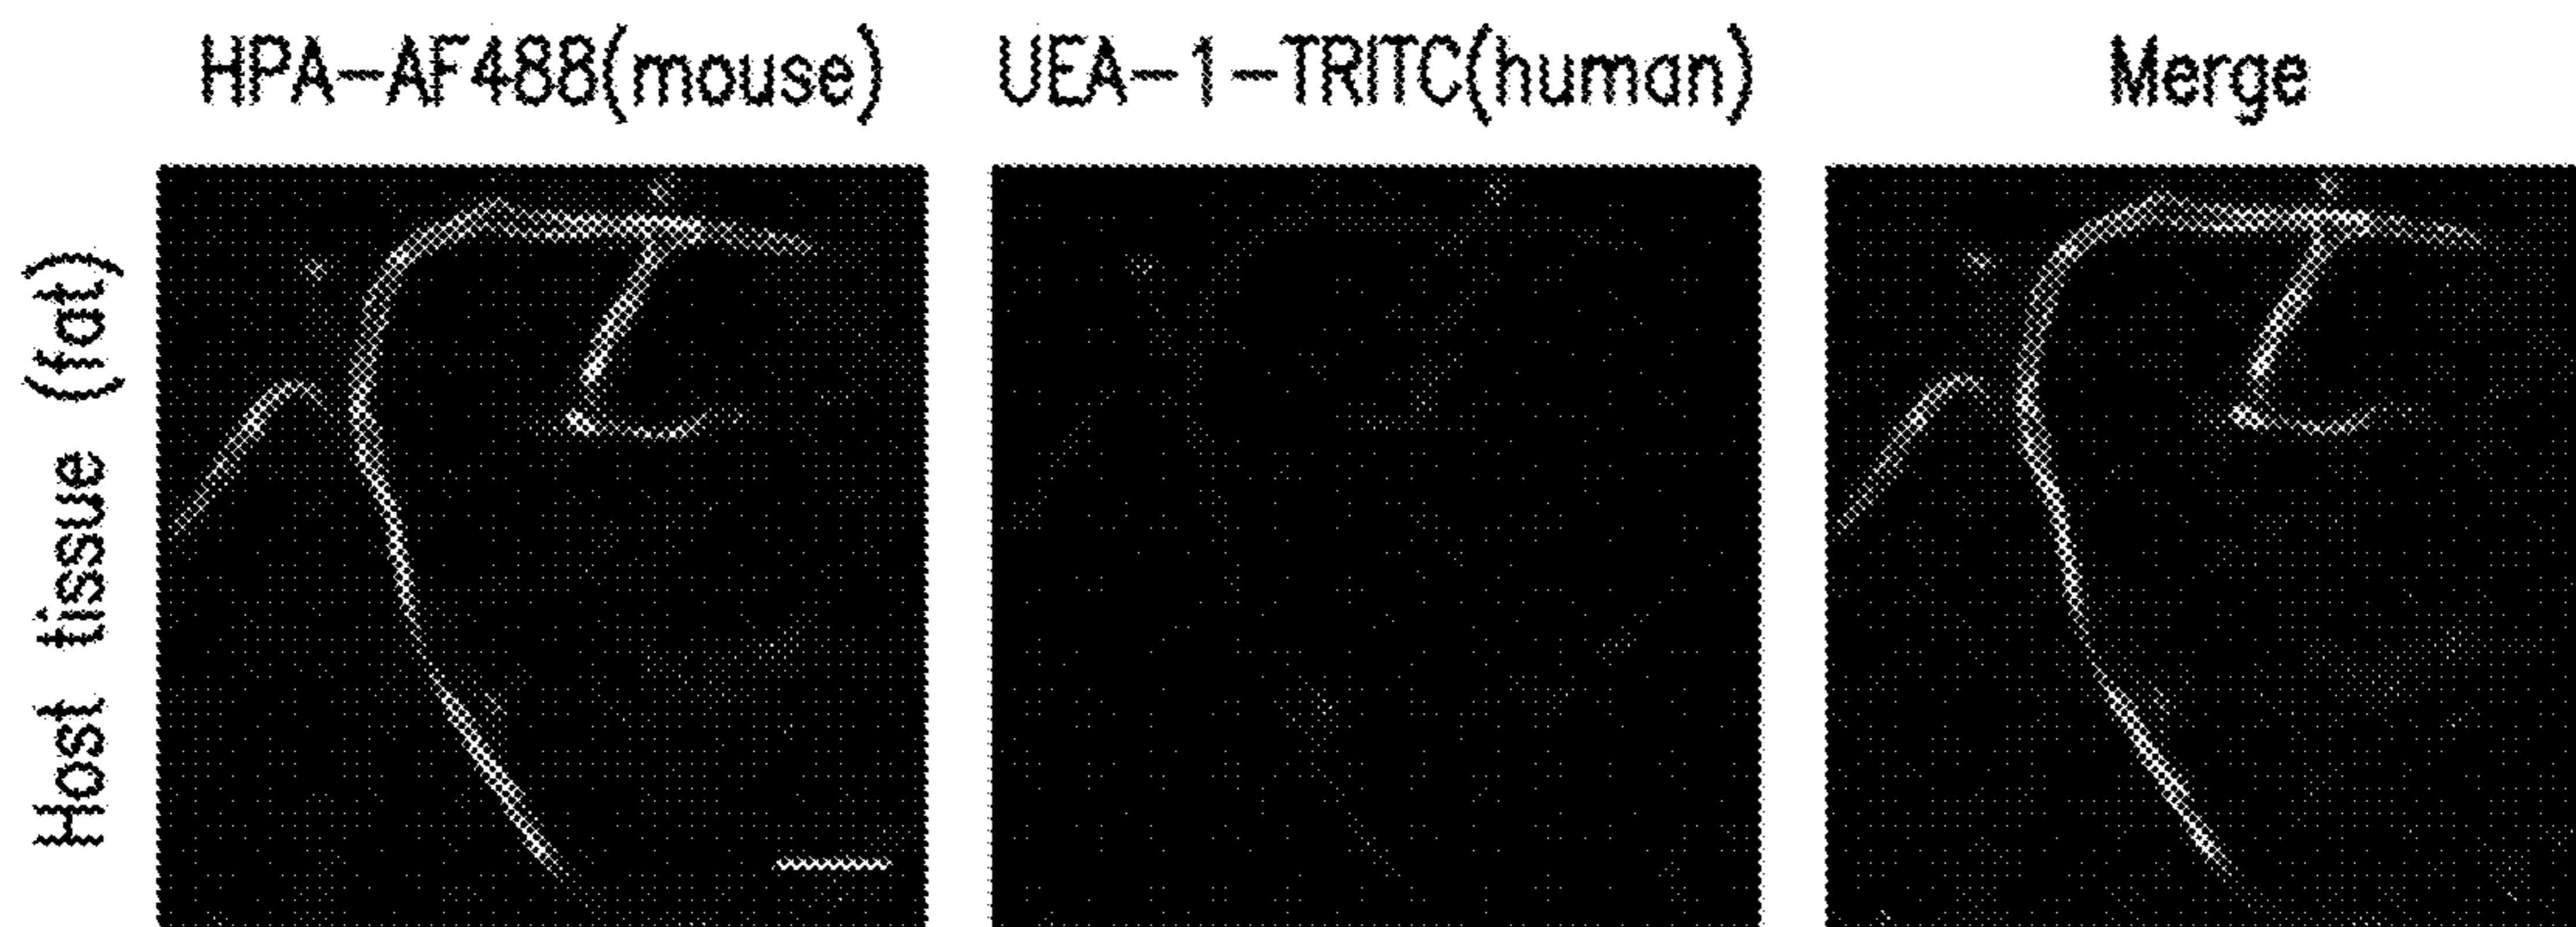 HPA-AF488(mouse)
UEA-1-TRITC(human)
Merge
Host tissue (fat)